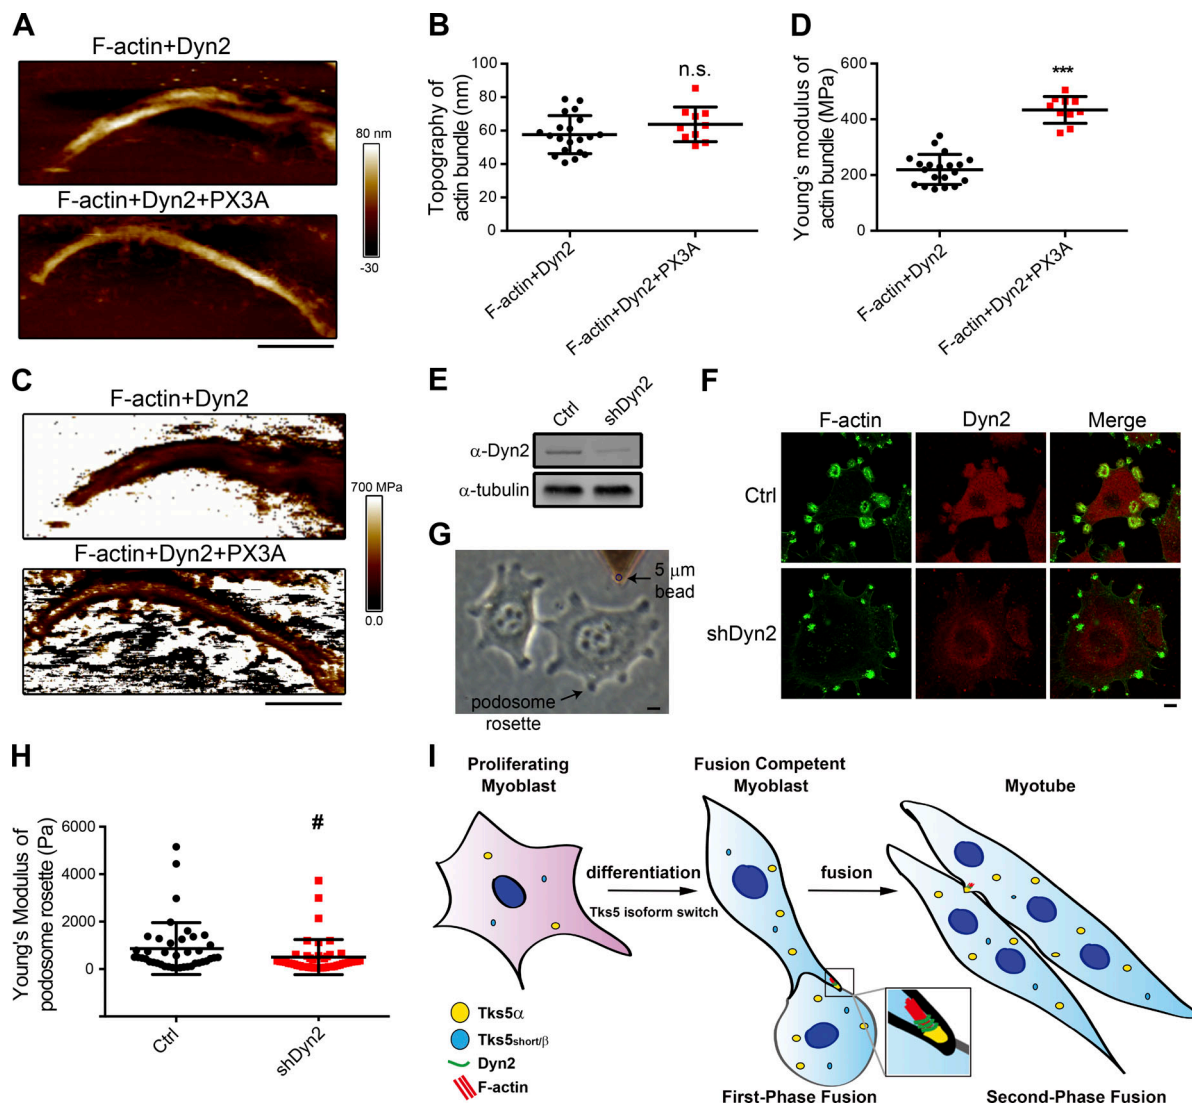 A
F-actin+Dyn2
80 nm
-30
F-actin+Dyn2+PX3A
B
n.s.
Topography of
actin bundle (nm)
100
80
60
40
20
0
F-actin+Dyn2
F-actin+Dyn2+PX3A
D
***
Young's modulus of
actin bundle (MPa)
600
400
200
0
F-actin+Dyn2
F-actin+Dyn2+PX3A
C
F-actin+Dyn2
700 MPa
0.0
F-actin+Dyn2+PX3A
E
Ctrl
shDyn2
α-Dyn2
α-tubulin
F
F-actin
Dyn2
Merge
Ctrl
shDyn2
G
5 μm
bead
podosome
rosette
H
#
Young's Modulus of
podosome rosette (Pa)
6000
4000
2000
0
Ctrl
shDyn2
I
Proliferating
Myoblast
Fusion Competent
Myoblast
Myotube
differentiation
Tks5 isoform switch
fusion
Tks5α
Tks5short/β
Dyn2
F-actin
First-Phase Fusion
Second-Phase Fusion